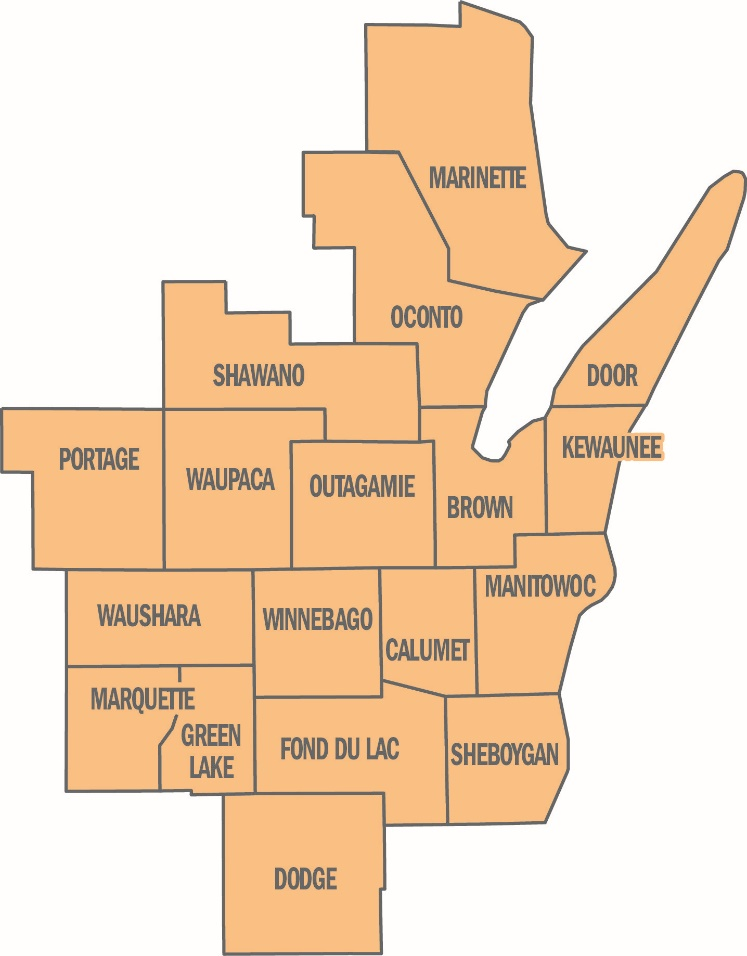 MARINETTE
OCONTO
SHAWANO
DOOR
PORTAGE
WAUPACA
OUTAGAMIE
BROWN
KEWAUNEE
WAUSHARA
WINNEBAGO
CALUMET
MANITOWOC
MARQUETTE
GREEN
LAKE
FOND DU LAC
SHEBOYGAN
DODGE